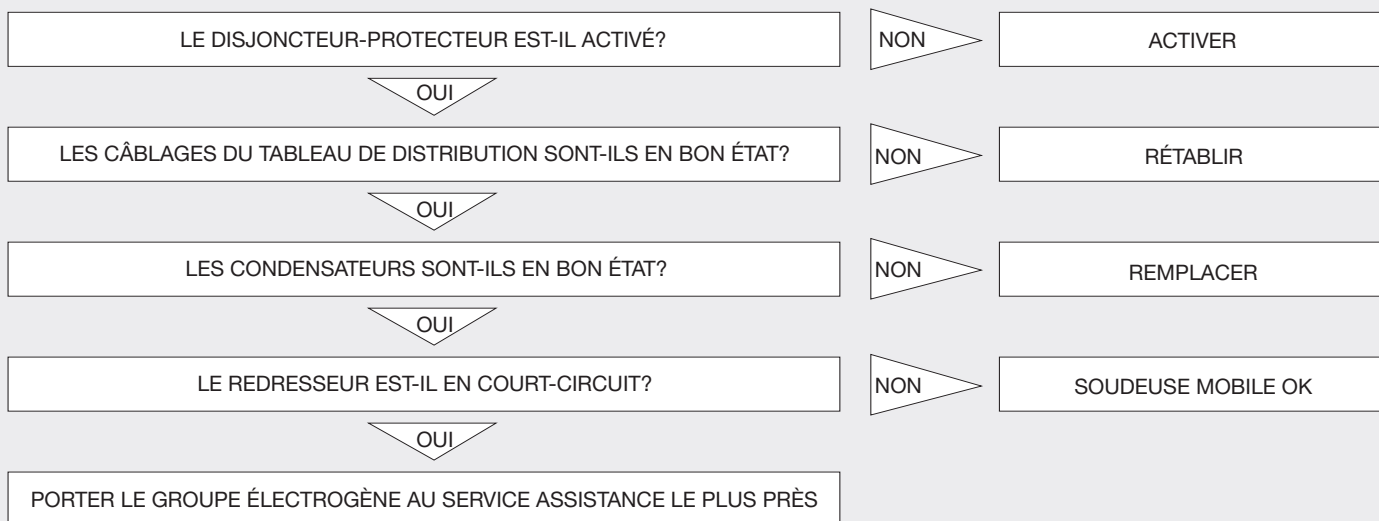 LE DISJONCTEUR-PROTECTEUR EST-IL ACTIVÉ?
NON
ACTIVER
OUI
LES CÂBLAGES DU TABLEAU DE DISTRIBUTION SONT-ILS EN BON ÉTAT?
NON
RÉTABLIR
OUI
LES CONDENSATEURS SONT-ILS EN BON ÉTAT?
NON
REMPLACER
OUI
LE REDRESSEUR EST-IL EN COURT-CIRCUIT?
NON
SOUDEUSE MOBILE OK
OUI
PORTER LE GROUPE ÉLECTROGÈNE AU SERVICE ASSISTANCE LE PLUS PRÈS